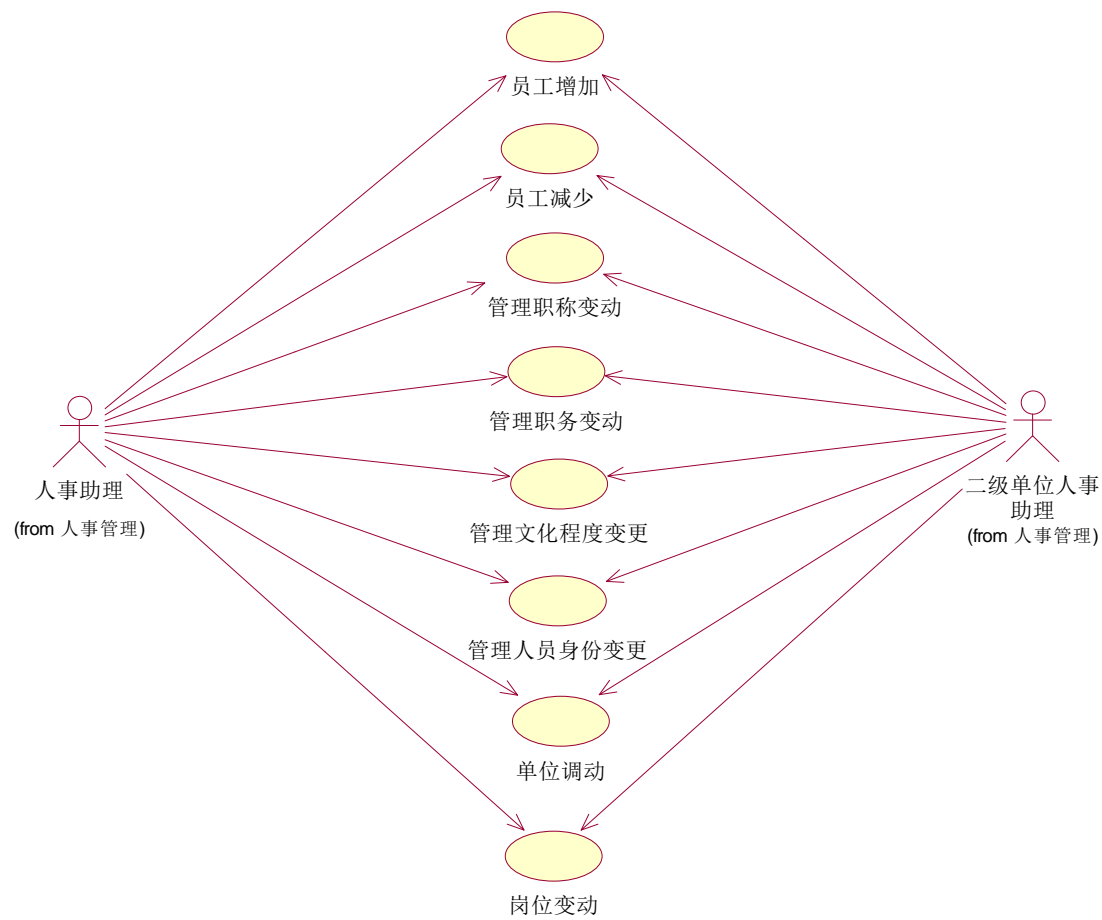 员工增加
员工减少
管理职称变动
管理职务变动
人事助理
(from 人事管理)
二级单位人事
助理
(from 人事管理)
管理文化程度变更
管理人员身份变更
单位调动
岗位变动